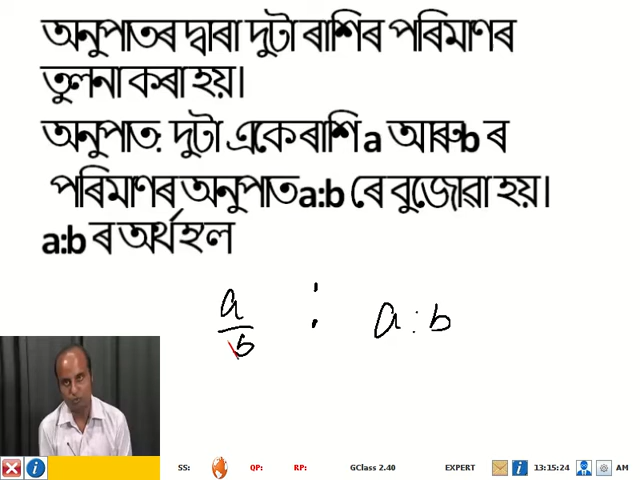 অনুপাতৰ দ্বাৰা দুটা ৰাশিৰ পৰিমাণৰ
তুলনা কৰা হয়।
অনুপাত: দুটা একে ৰাশি a আৰু b ৰ
পৰিমাণৰ অনুপাত a:b ৰে বুজোৱা হয়।
a:b ৰ অৰ্থ হ'ল
a/b : a:b
SS: QP: RP: GClass 2.40 EXPERT 13:15:24 AM